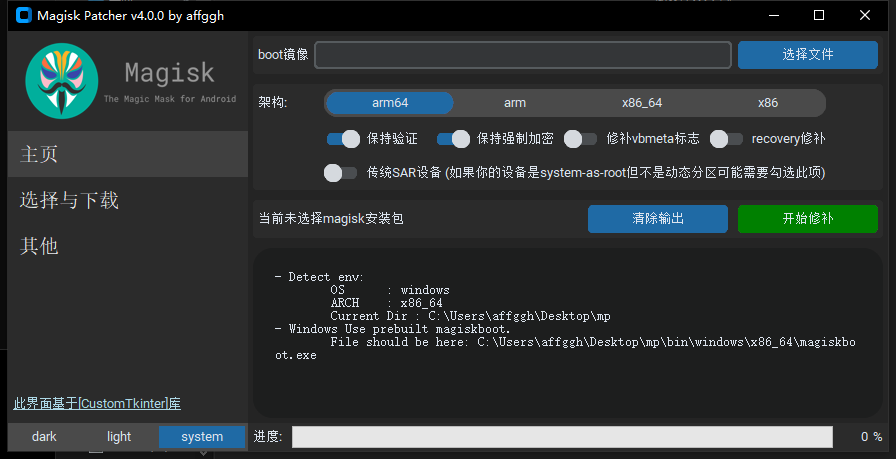 Magisk Patcher v4.0.0 by affggh
Magisk
The Magic Mask for Android
主页
选择与下载
其他
此界面基于[CustomTkinter]库
dark light system
boot镜像 选择文件
架构: arm64 arm x86_64 x86
保持验证 保持强制加密 修补vbmeta标志 recovery修补
传统SAR设备 (如果你的设备是system-as-root但不是动态分区可能需要勾选此项)
当前未选择magisk安装包 清除输出 开始修补
- Detect env:
OS : windows
ARCH : x86_64
Current Dir : C:\Users\affggh\Desktop\mp
- Windows Use prebuilt magiskboot.
File should be here: C:\Users\affggh\Desktop\mp\bin\windows\x86_64\magiskbo
ot.exe
进度: 0 %